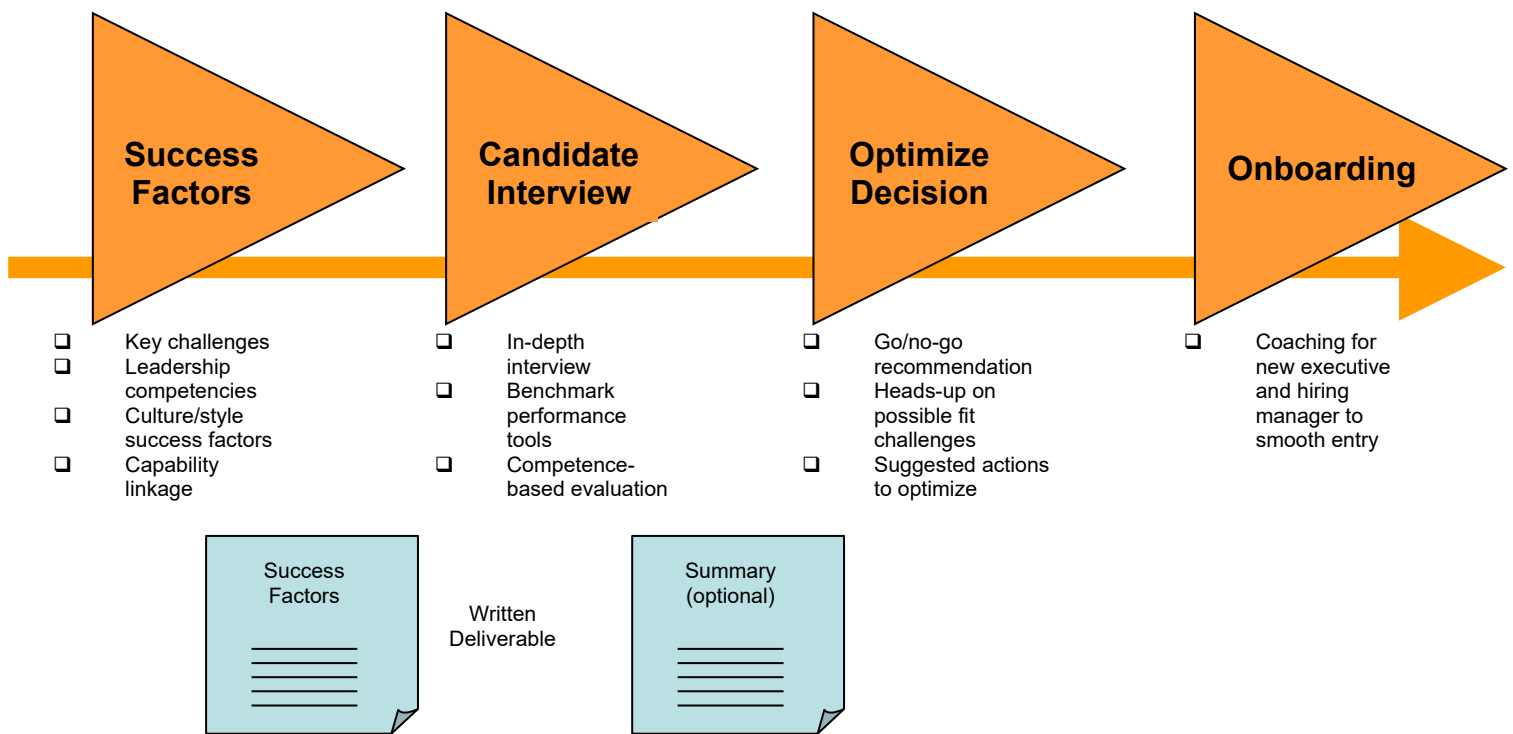 Success
Factors
Candidate
Interview
Optimize
Decision
Onboarding
❑ Key challenges
❑ Leadership
competencies
❑ Culture/style
success factors
❑ Capability
linkage
❑ In-depth
interview
❑ Benchmark
performance
tools
❑ Competence-
based evaluation
❑ Go/no-go
recommendation
❑ Heads-up on
possible fit
challenges
❑ Suggested actions
to optimize
❑ Coaching for
new executive
and hiring
manager to
smooth entry
Success
Factors
Written
Deliverable
Summary
(optional)